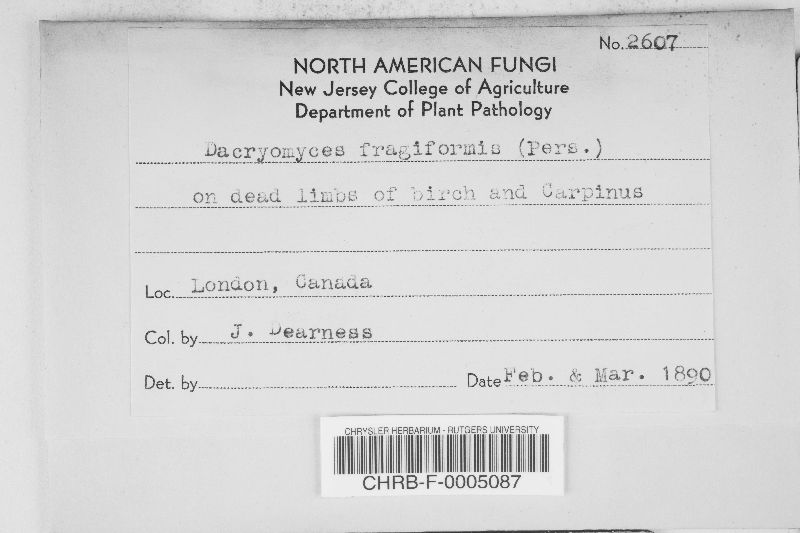 No. 2607
NORTH AMERICAN FUNGI
New Jersey College of Agriculture
Department of Plant Pathology
Dacryomyces fragiformis (Pers.)
on dead limbs of birch and Carpinus
Loc. London, Canada
Col. by J. Dearness
Det. by
Date Feb. & Mar. 1890
CHRYSLER HERBARIUM - RUTGERS UNIVERSITY
CHRB-F-0005087